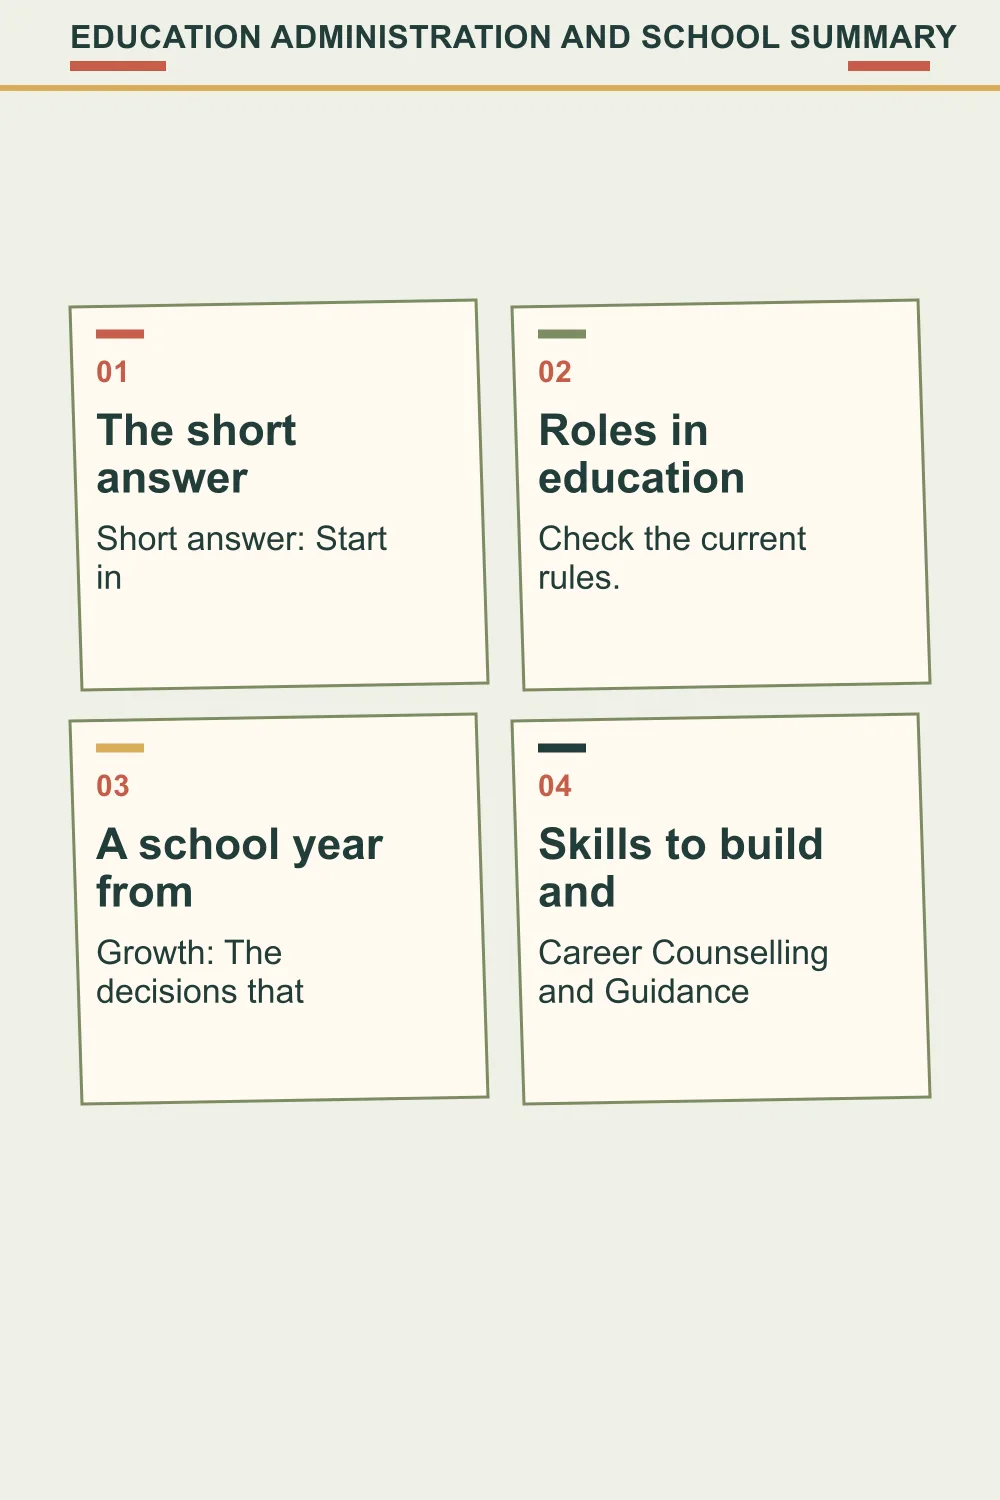 EDUCATION ADMINISTRATION AND SCHOOL SUMMARY
01
The short
answer
Short answer: Start
in
02
Roles in
education
Check the current
rules.
03
A school year
from
Growth: The
decisions that
04
Skills to build
and
Career Counselling
and Guidance